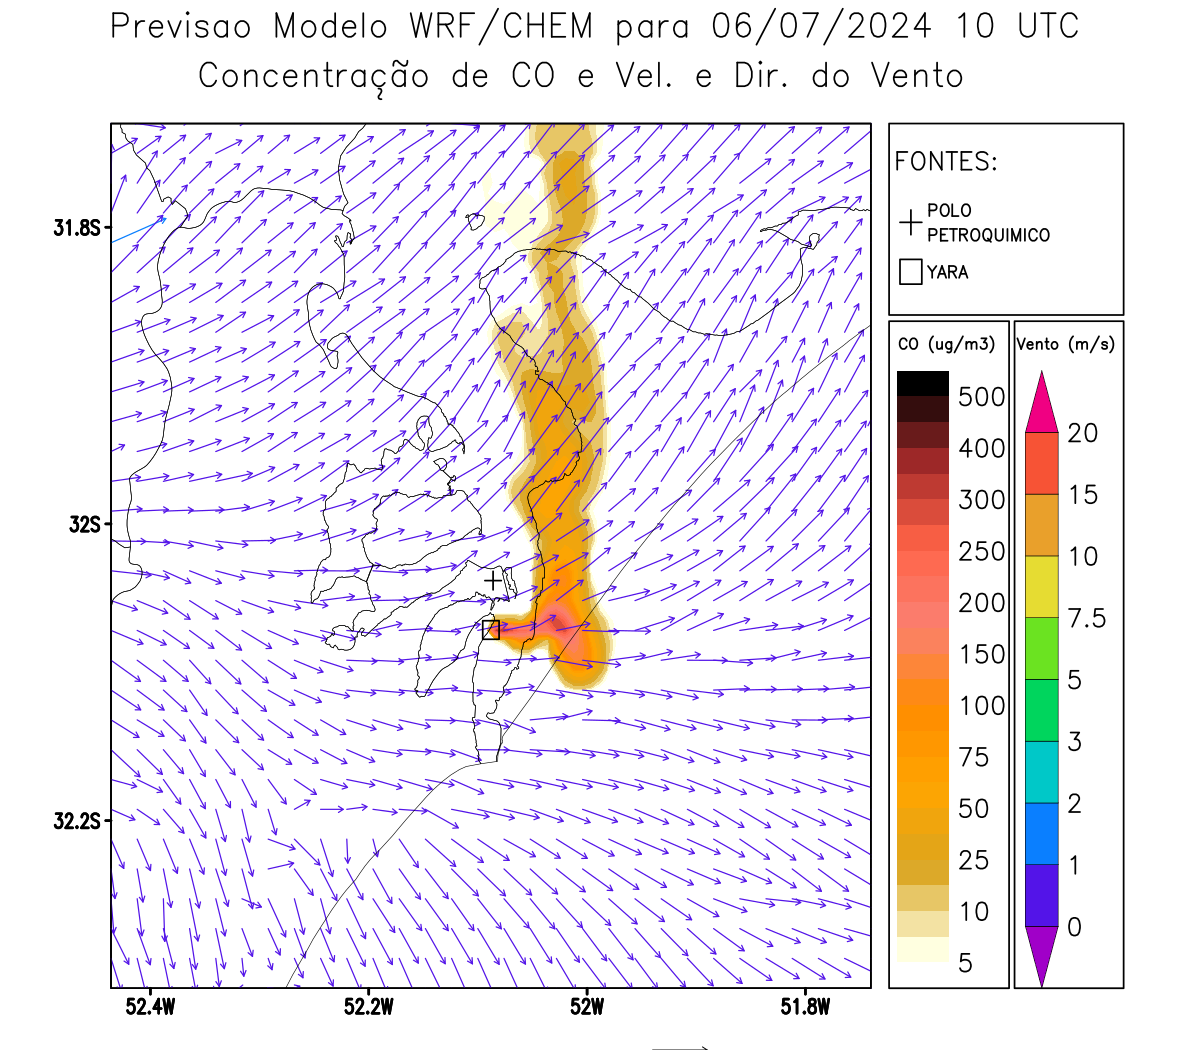 Previsao Modelo WRF/CHEM para 06/07/2024 10 UTC
Concentração de CO e Vel. e Dir. do Vento
FONTES:
POLO
PETROQUIMICO
YARA
CO (ug/m3)
500
400
300
250
200
150
100
75
50
25
10
5
Vento (m/s)
20
15
10
7.5
5
3
2
1
0
31.8S
32S
32.2S
52.4W
52.2W
52W
51.8W